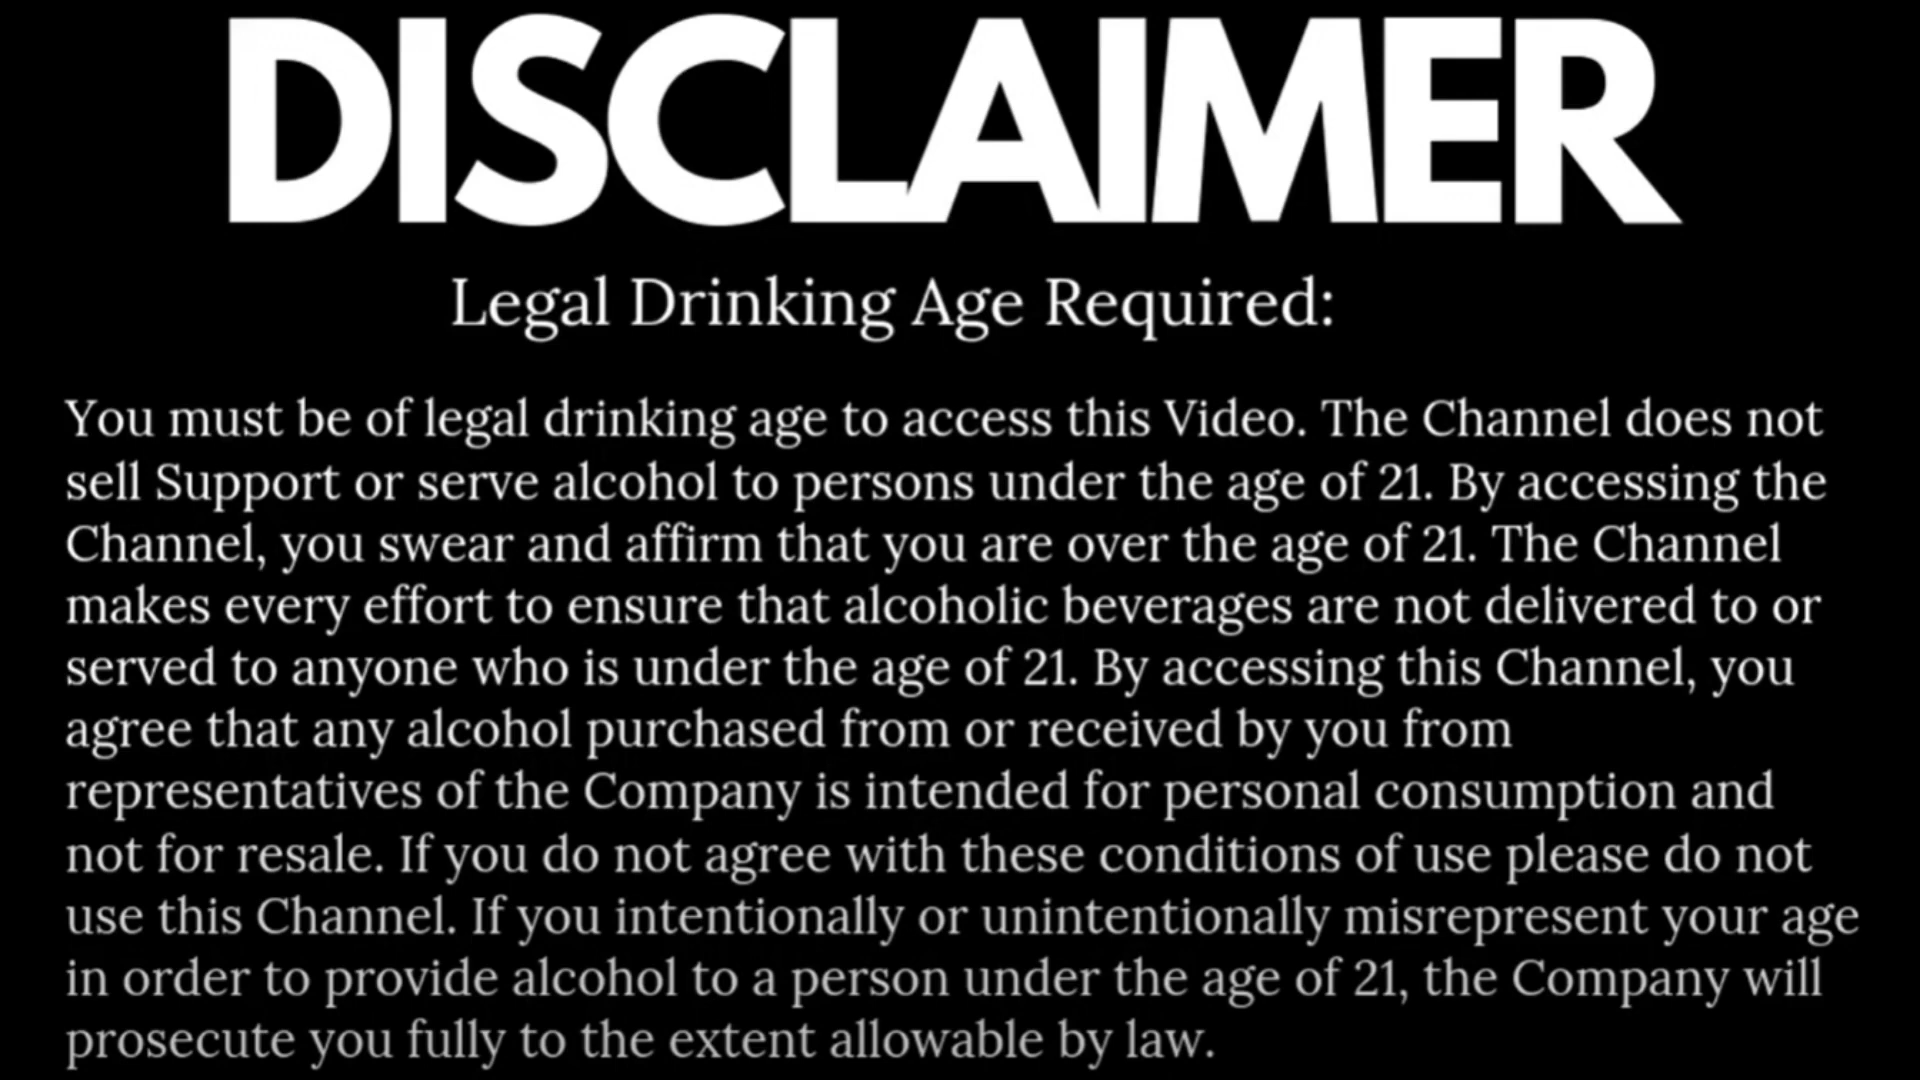 DISCLAIMER
Legal Drinking Age Required:
You must be of legal drinking age to access this Video. The Channel does not
sell Support or serve alcohol to persons under the age of 21. By accessing the
Channel, you swear and affirm that you are over the age of 21. The Channel
makes every effort to ensure that alcoholic beverages are not delivered to or
served to anyone who is under the age of 21. By accessing this Channel, you
agree that any alcohol purchased from or received by you from
representatives of the Company is intended for personal consumption and
not for resale. If you do not agree with these conditions of use please do not
use this Channel. If you intentionally or unintentionally misrepresent your age
in order to provide alcohol to a person under the age of 21, the Company will
prosecute you fully to the extent allowable by law.